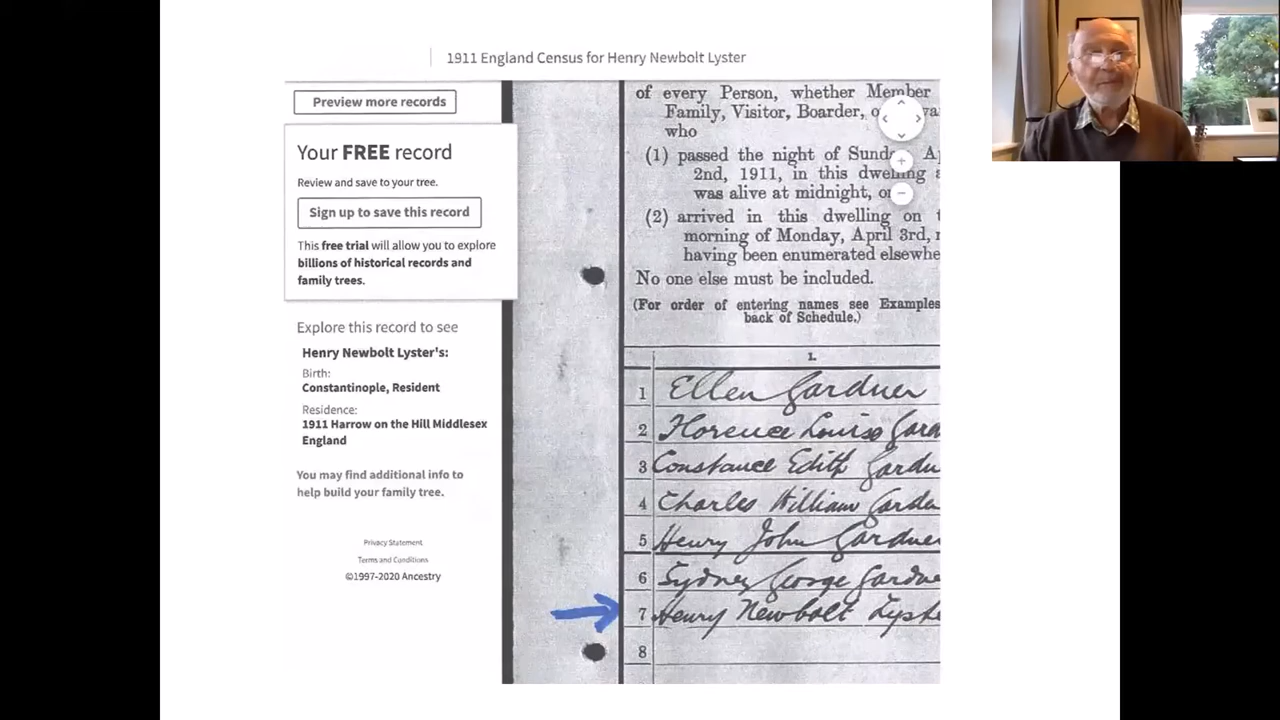 1911 England Census for Henry Newbolt Lyster
Preview more records
Your FREE record
Review and save to your tree.
Sign up to save this record
This free trial will allow you to explore
billions of historical records and
family trees.
Explore this record to see
Henry Newbolt Lyster's:
Birth:
Constantinople, Resident
Residence:
1911 Harrow on the Hill Middlesex
England
You may find additional info to
help build your family tree.
Privacy Statement
Terms and Conditions
©1997-2020 Ancestry
of every Person, whether Member
Family, Visitor, Boarder,
who
(1) passed the night of
2nd, 1911, in this dwelling
was alive at midnight,
(2) arrived in this dwelling on
morning of Monday, April 3rd,
having been enumerated elsewhe
No one else must be included.
(For order of entering names see Examples
back of Schedule.)
1.
1 Ellen Gardner
2 Florence Louise Gard
3 Constance Edith Gardn
4 Charles William Gardn
5 Henry John Gardner
6 Sydney George Gardne
7 Henry Newbolt Lyste
8